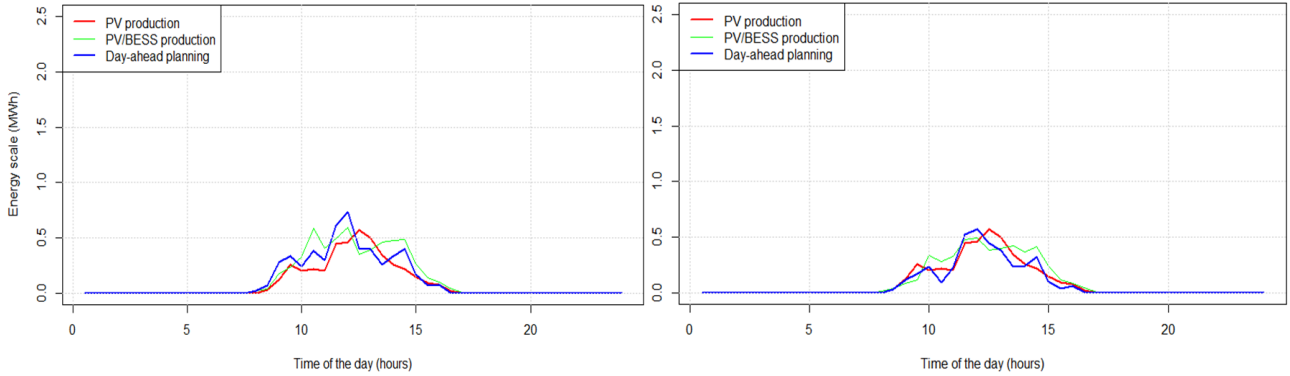 PV production
PV/BESS production
Day-ahead planning
Energy scale (MWh)
2.5
2.0
1.5
1.0
0.5
0.0
0 5 10 15 20
Time of the day (hours)
PV production
PV/BESS production
Day-ahead planning
2.5
2.0
1.5
1.0
0.5
0.0
0 5 10 15 20
Time of the day (hours)